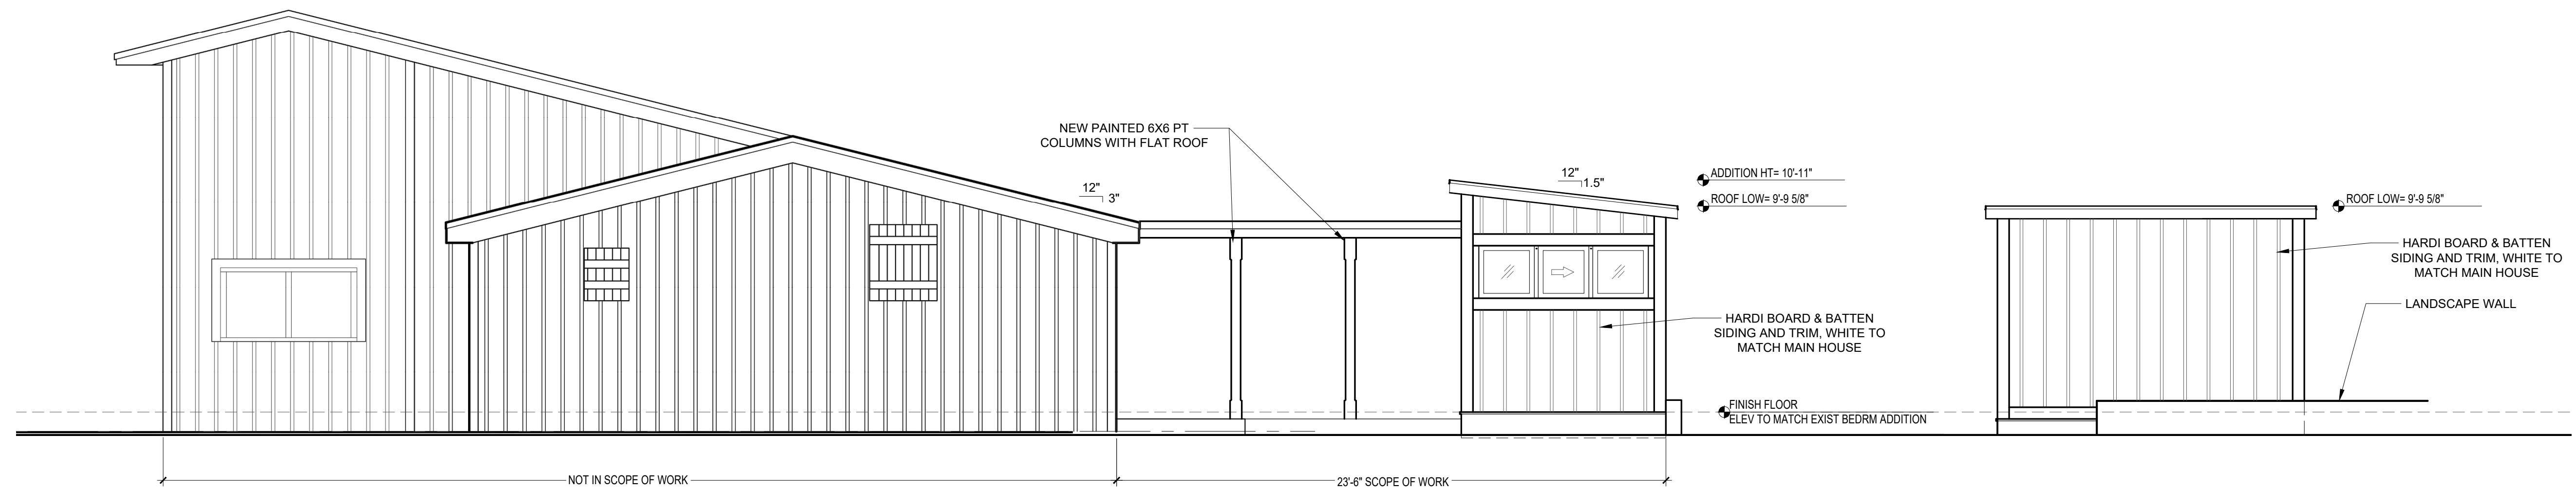 NEW PAINTED 6X6 PT
COLUMNS WITH FLAT ROOF
12"
3"
12"
1.5"
ADDITION HT= 10'-11"
ROOF LOW= 9'-9 5/8"
HARDI BOARD & BATTEN
SIDING AND TRIM, WHITE TO
MATCH MAIN HOUSE
FINISH FLOOR
ELEV TO MATCH EXIST BEDRM ADDITION
ROOF LOW= 9'-9 5/8"
HARDI BOARD & BATTEN
SIDING AND TRIM, WHITE TO
MATCH MAIN HOUSE
LANDSCAPE WALL
NOT IN SCOPE OF WORK
23'-6" SCOPE OF WORK